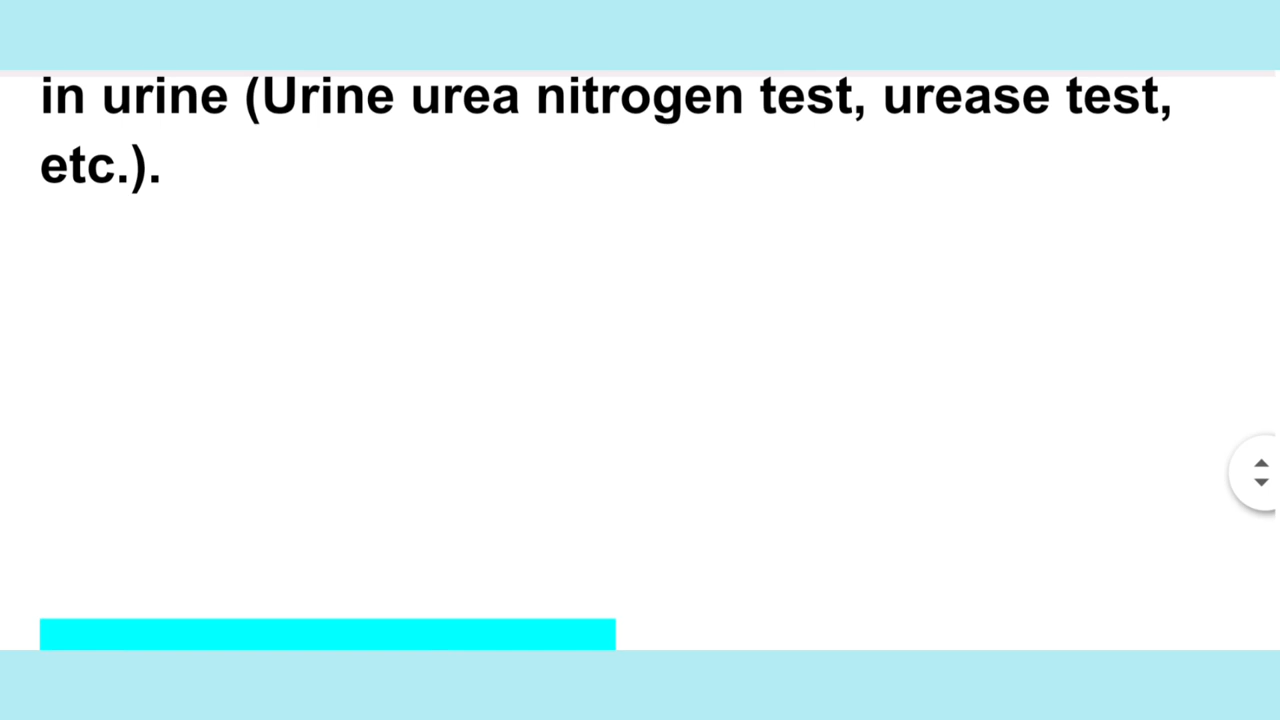 in urine (Urine urea nitrogen test, urease test,
etc.).